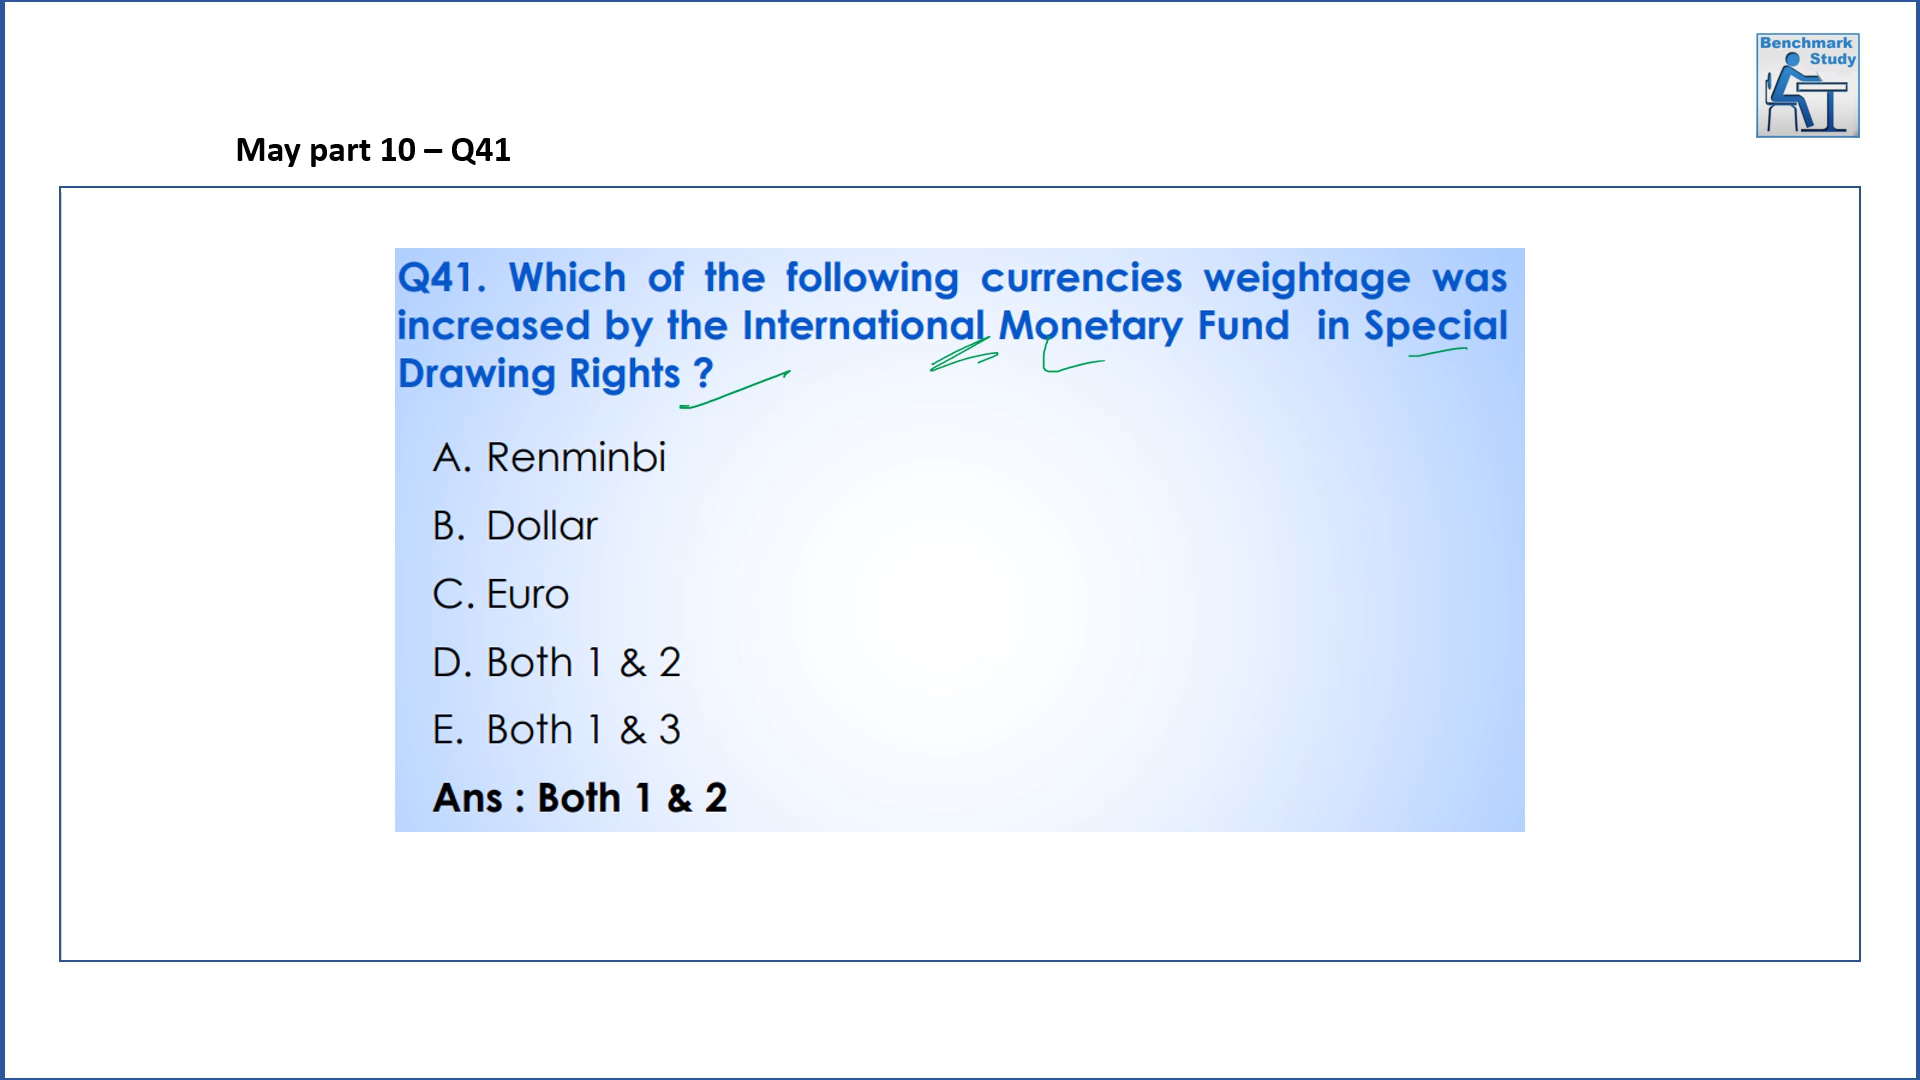 Benchmark
Study
May part 10 – Q41
Q41. Which of the following currencies weightage was
increased by the International Monetary Fund in Special
Drawing Rights ?
A. Renminbi
B. Dollar
C. Euro
D. Both 1 & 2
E. Both 1 & 3
Ans : Both 1 & 2